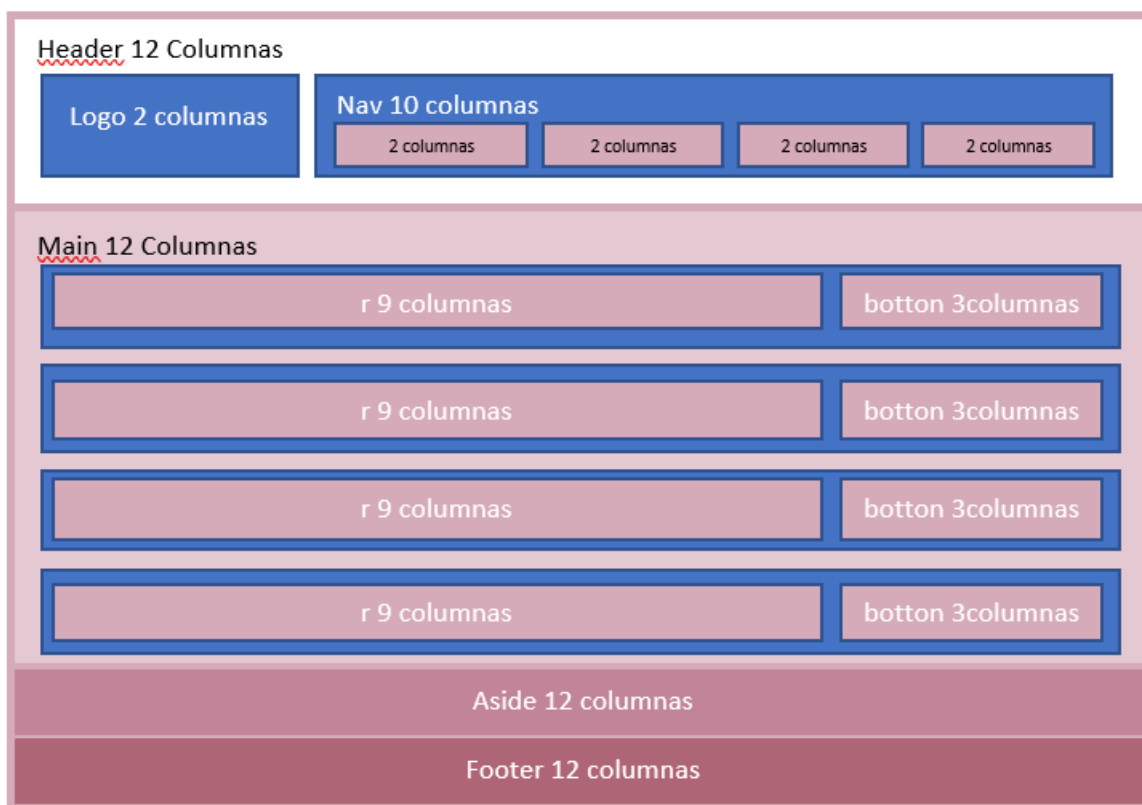 Header 12 Columnas
Logo 2 columnas
Nav 10 columnas
2 columnas
2 columnas
2 columnas
2 columnas
Main 12 Columnas
r 9 columnas
botton 3columnas
r 9 columnas
botton 3columnas
r 9 columnas
botton 3columnas
r 9 columnas
botton 3columnas
Aside 12 columnas
Footer 12 columnas